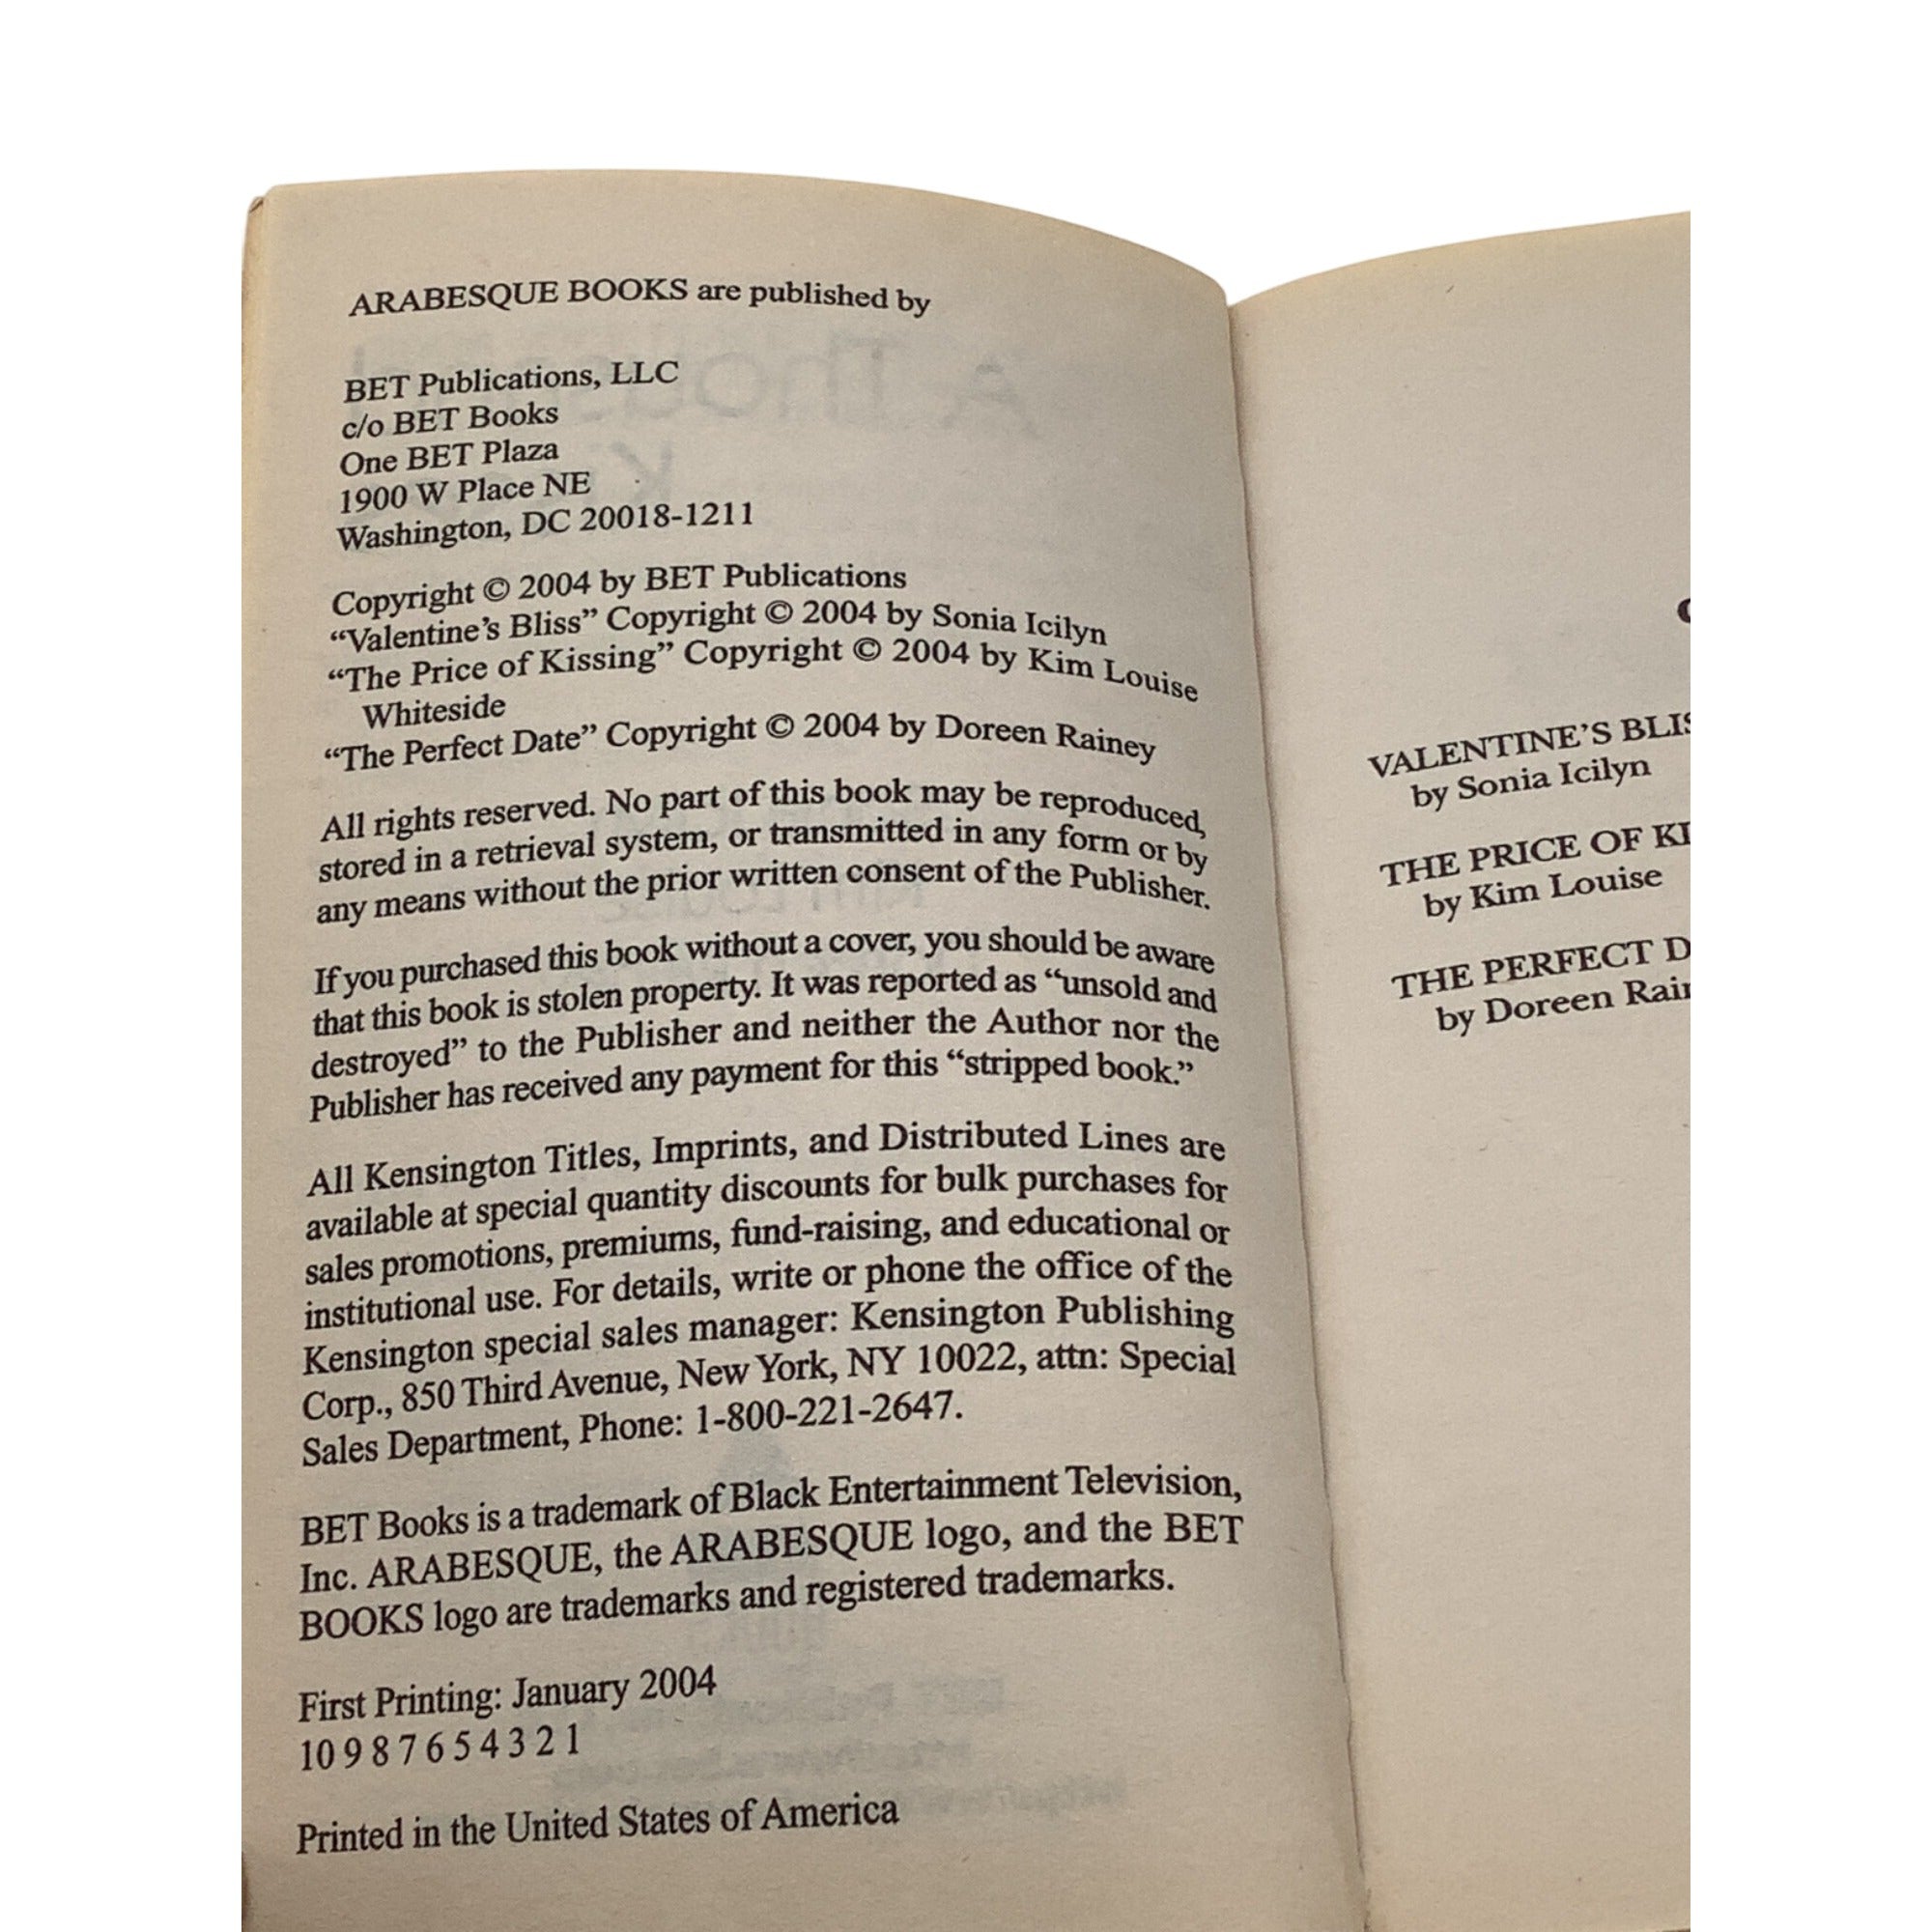 ARABESQUE BOOKS are published by
BET Publications, LLC
c/o BET Books
One BET Plaza
1900 W Place NE
Washington, DC 20018-1211
Copyright © 2004 by BET Publications
“Valentine’s Bliss” Copyright © 2004 by Sonia Icilyn
“The Price of Kissing” Copyright © 2004 by Kim Louise
Whiteside
“The Perfect Date” Copyright © 2004 by Doreen Rainey
All rights reserved. No part of this book may be reproduced,
stored in a retrieval system, or transmitted in any form or by
any means without the prior written consent of the Publisher.
If you purchased this book without a cover, you should be aware
that this book is stolen property. It was reported as “unsold and
destroyed” to the Publisher and neither the Author nor the
Publisher has received any payment for this “stripped book.”
All Kensington Titles, Imprints, and Distributed Lines are
available at special quantity discounts for bulk purchases for
sales promotions, premiums, fund-raising, and educational or
institutional use. For details, write or phone the office of the
Kensington special sales manager: Kensington Publishing
Corp., 850 Third Avenue, New York, NY 10022, attn: Special
Sales Department, Phone: 1-800-221-2647.
BET Books is a trademark of Black Entertainment Television,
Inc. ARABESQUE, the ARABESQUE logo, and the BET
BOOKS logo are trademarks and registered trademarks.
First Printing: January 2004
10 9 8 7 6 5 4 3 2 1
Printed in the United States of America
VALENTINE’S BLIS
by Sonia Icilyn
THE PRICE OF KI
by Kim Louise
THE PERFECT D
by Doreen Rain